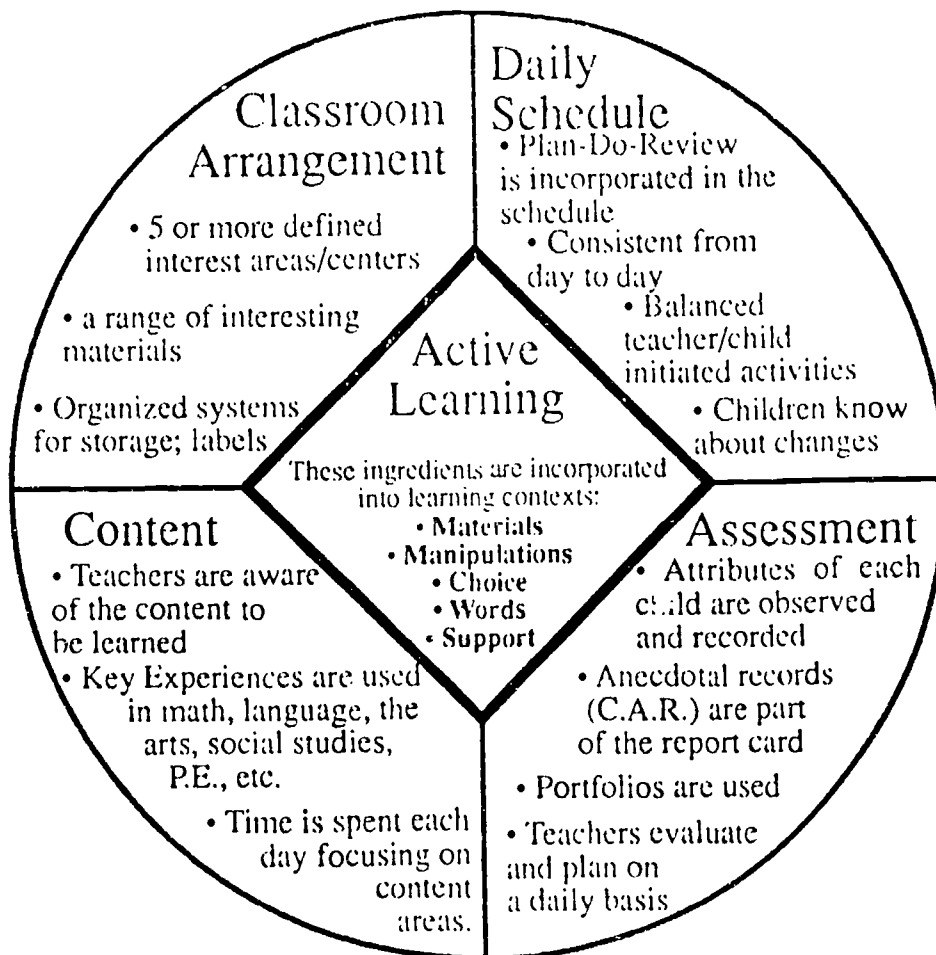 Classroom
Arrangement
• 5 or more defined
interest areas/centers
• a range of interesting
materials
• Organized systems
for storage; labels
Daily
Schedule
• Plan-Do-Review
is incorporated in the
schedule
• Consistent from
day to day
• Balanced
teacher/child
initiated activities
• Children know
about changes
Active
Learning
These ingredients are incorporated
into learning contexts:
• Materials
• Manipulations
• Choice
• Words
• Support
Content
• Teachers are aware
of the content to
be learned
• Key Experiences are used
in math, language, the
arts, social studies,
P.E., etc.
• Time is spent each
day focusing on
content
areas.
Assessment
• Attributes of each
child are observed
and recorded
• Anecdotal records
(C.A.R.) are part
of the report card
• Portfolios are used
• Teachers evaluate
and plan on
a daily basis